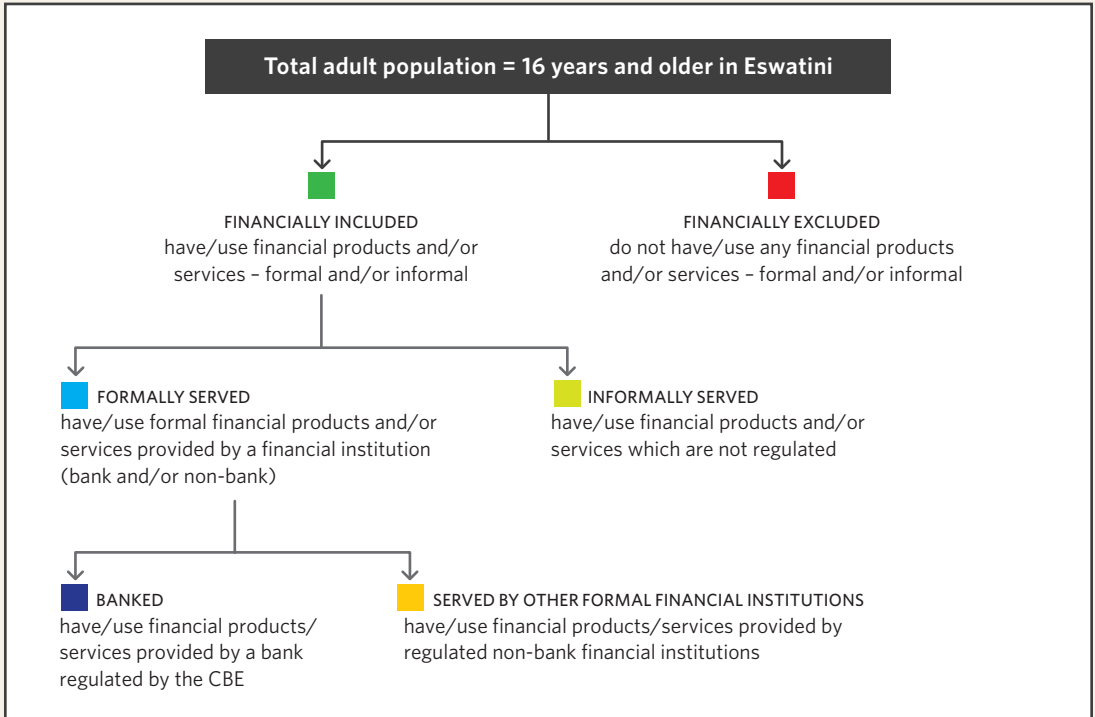 Total adult population = 16 years and older in Eswatini
FINANCIALLY INCLUDED
have/use financial products and/or
services – formal and/or informal
FINANCIALLY EXCLUDED
do not have/use any financial products
and/or services – formal and/or informal
FORMALLY SERVED
have/use formal financial products and/or
services provided by a financial institution
(bank and/or non-bank)
INFORMALLY SERVED
have/use financial products and/or
services which are not regulated
BANKED
have/use financial products/
services provided by a bank
regulated by the CBE
SERVED BY OTHER FORMAL FINANCIAL INSTITUTIONS
have/use financial products/services provided by
regulated non-bank financial institutions